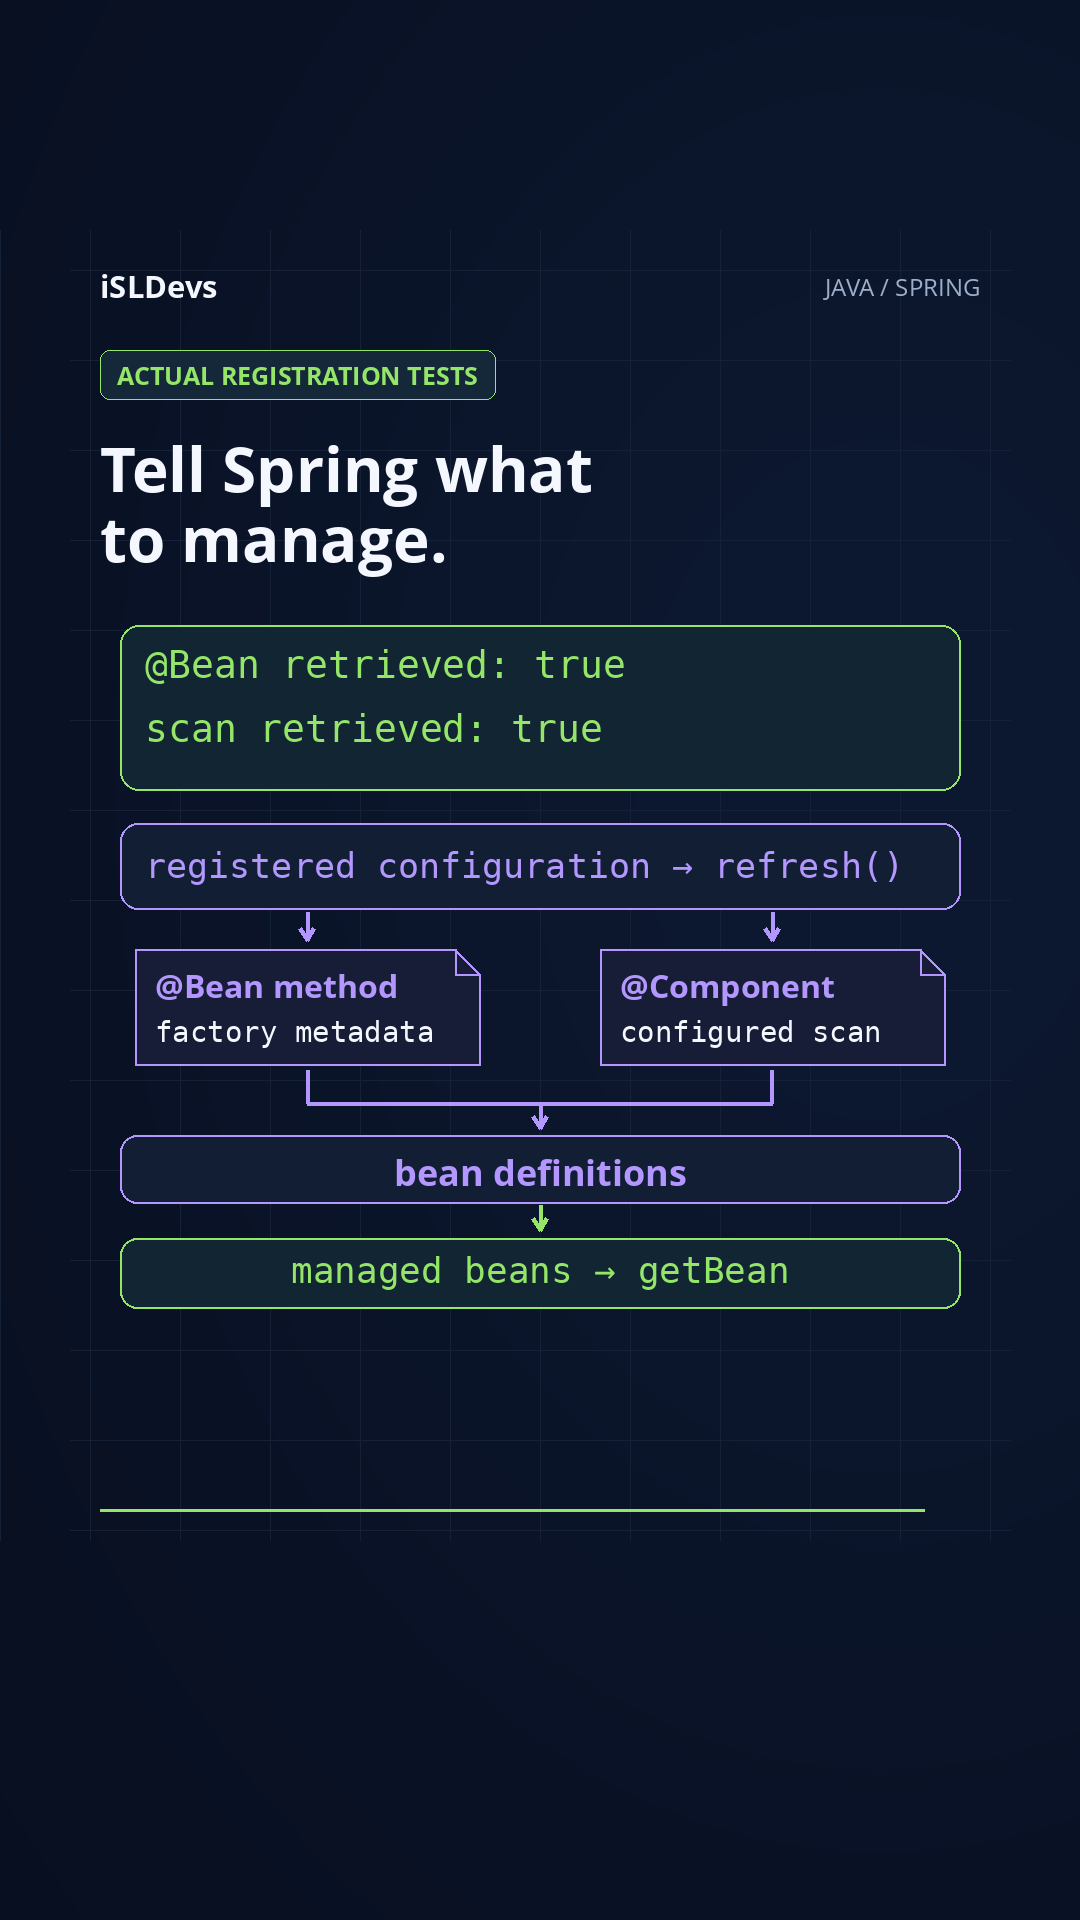 iSLDevs
JAVA / SPRING
ACTUAL REGISTRATION TESTS
Tell Spring what
to manage.
@Bean retrieved: true
scan retrieved: true
registered configuration → refresh()
@Bean method
factory metadata
@Component
configured scan
bean definitions
managed beans → getBean